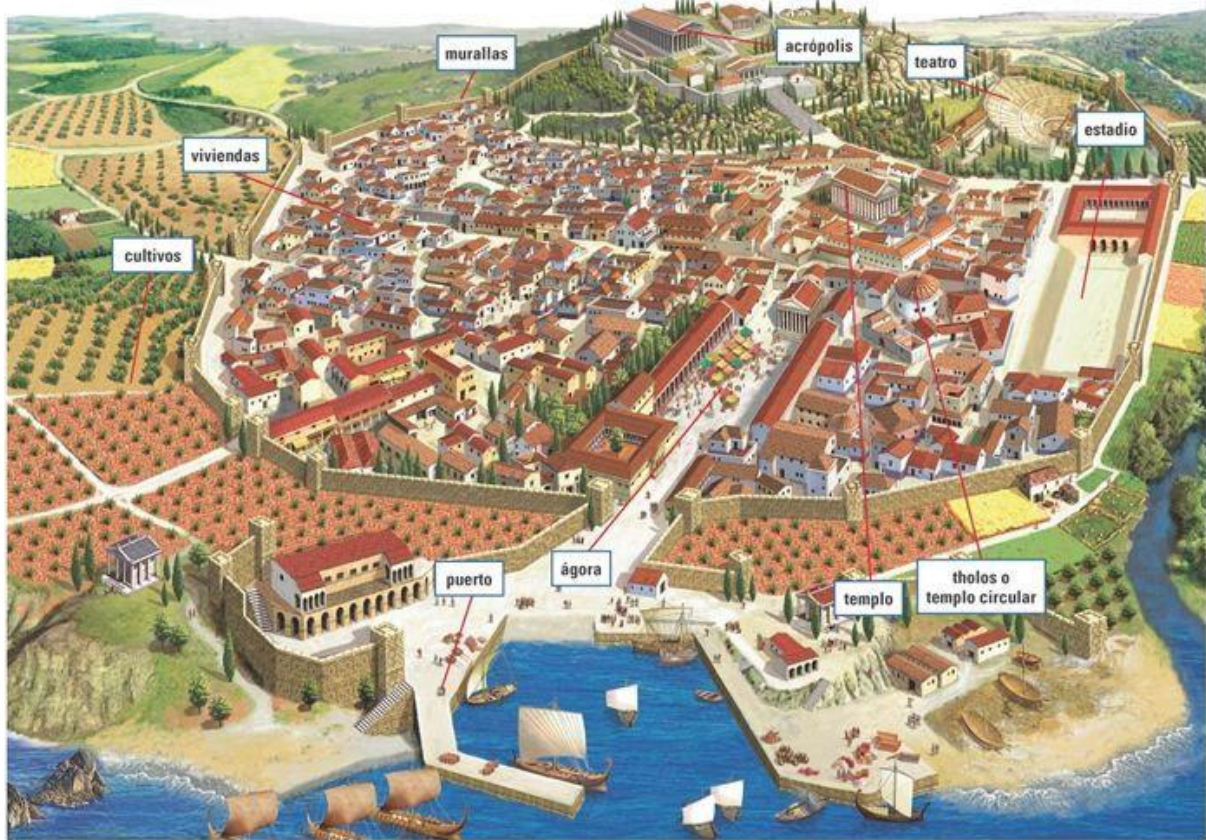 acrópolis
murallas
teatro
estadio
viviendas
cultivos
puerto
ágora
templo
tholos o
templo circular